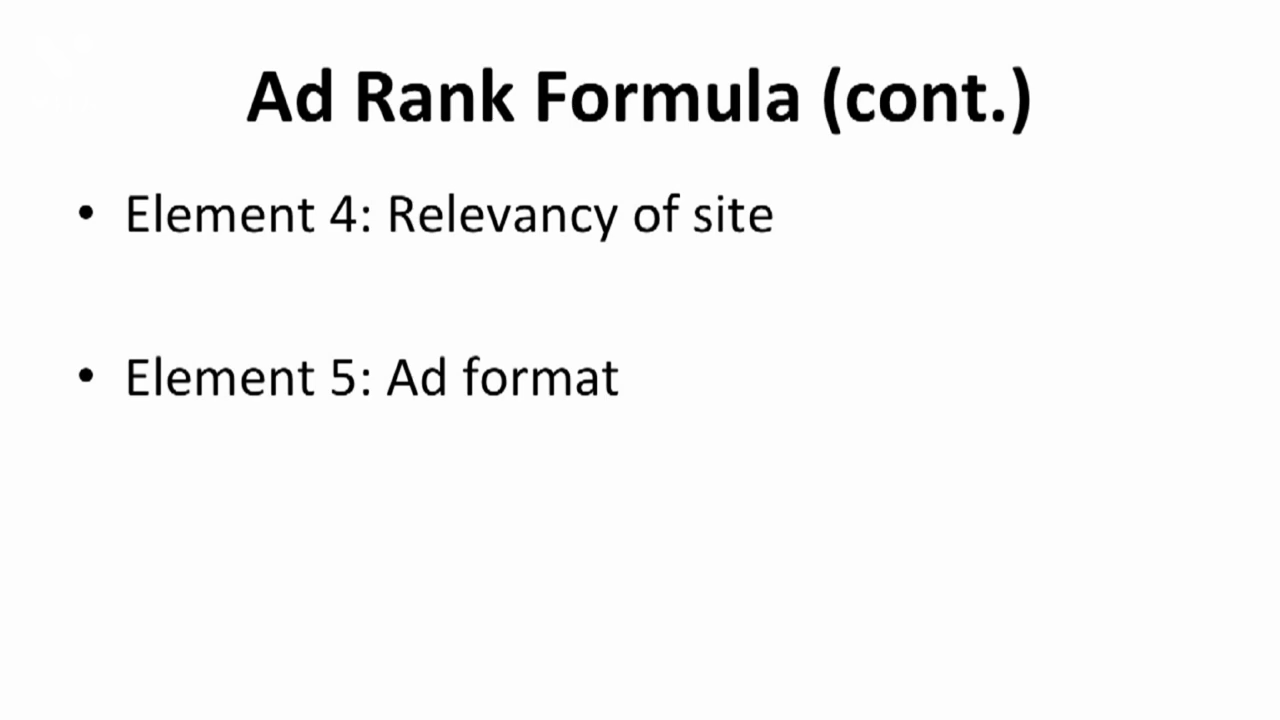 Ad Rank Formula (cont.)
• Element 4: Relevancy of site
• Element 5: Ad format